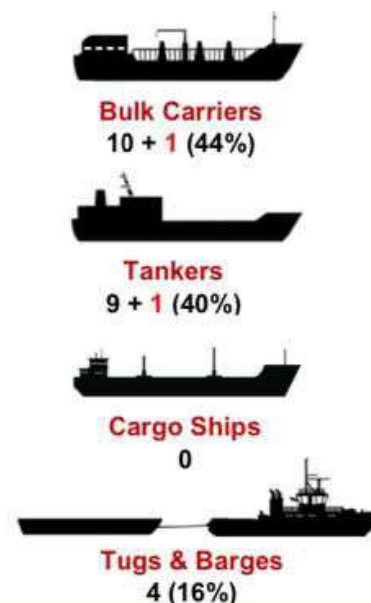 Bulk Carriers
10 + 1 (44%)
Tankers
9 + 1 (40%)
Cargo Ships
0
Tugs & Barges
4 (16%)